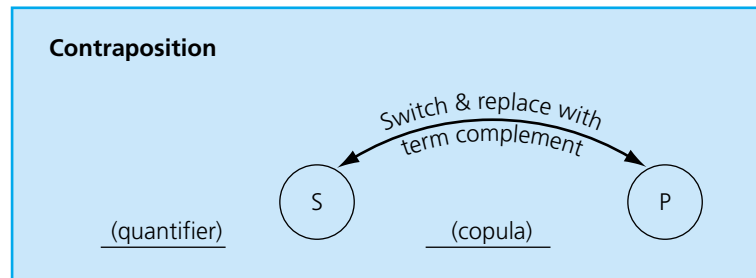 Contraposition
Switch & replace with
term complement
S
P
(quantifier)
(copula)